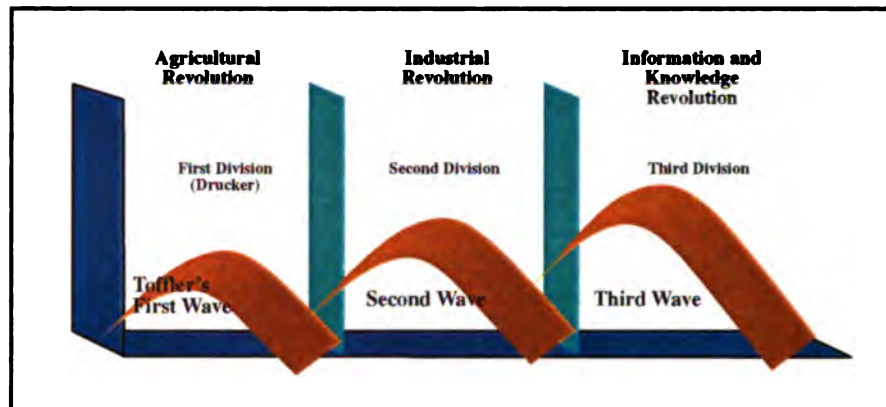 Agricultural
Revolution
Industrial
Revolution
Information and
Knowledge
Revolution
First Division
(Drucker)
Second Division
Third Division
Toffler's
First Wave
Second Wave
Third Wave